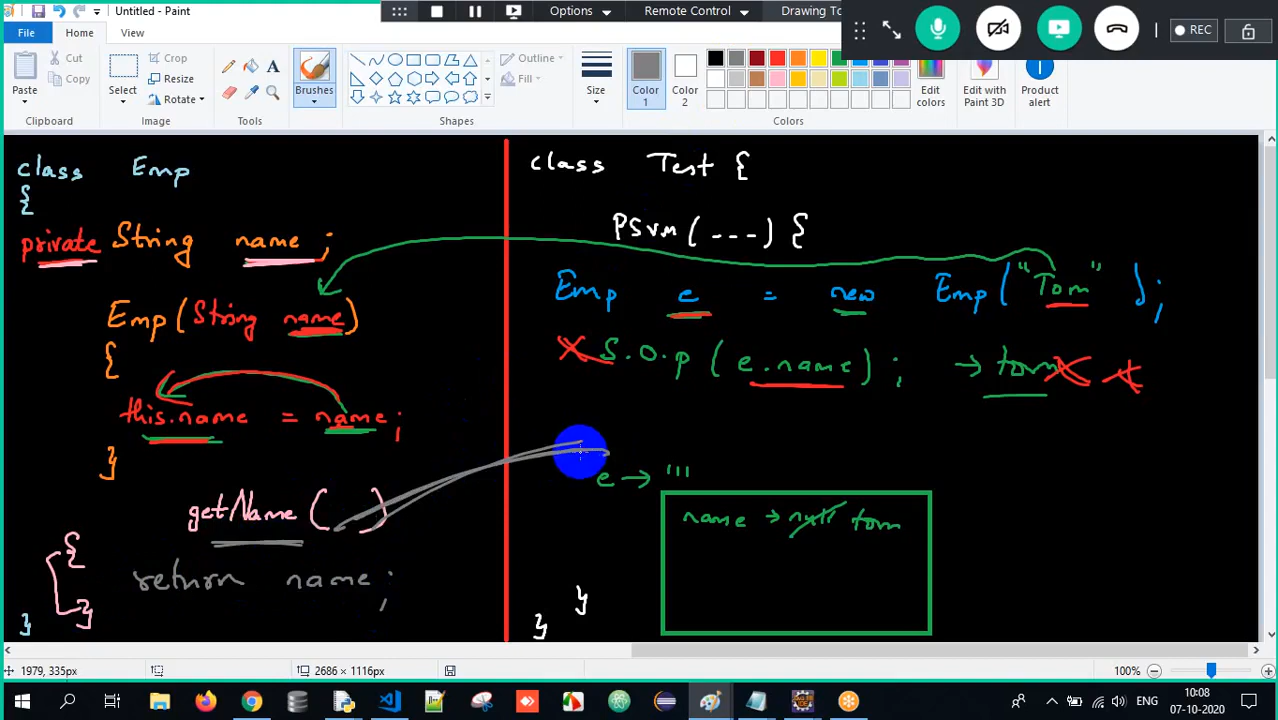 Untitled - Paint
Options
Remote Control
Drawing To
REC
File
Home
View
Cut
Copy
Paste
Clipboard
Select
Crop
Resize
Rotate
Image
A
Tools
Brushes
Outline
Fill
Shapes
Size
Color 1
Color 2
Edit colors
Colors
Edit with Paint 3D
Product alert
class Emp
{
private String name ;
Emp(String name)
{
this.name = name;
}
getName( )
{
return name;
}
}
class Test {
PSvm( ---) {
Emp e = new Emp("Tom" );
S.O.p ( e.name) ; → tom
e → '''
name → null tom
}
}
1979, 335px
2686 × 1116px
100%
ENG
10:08
07-10-2020